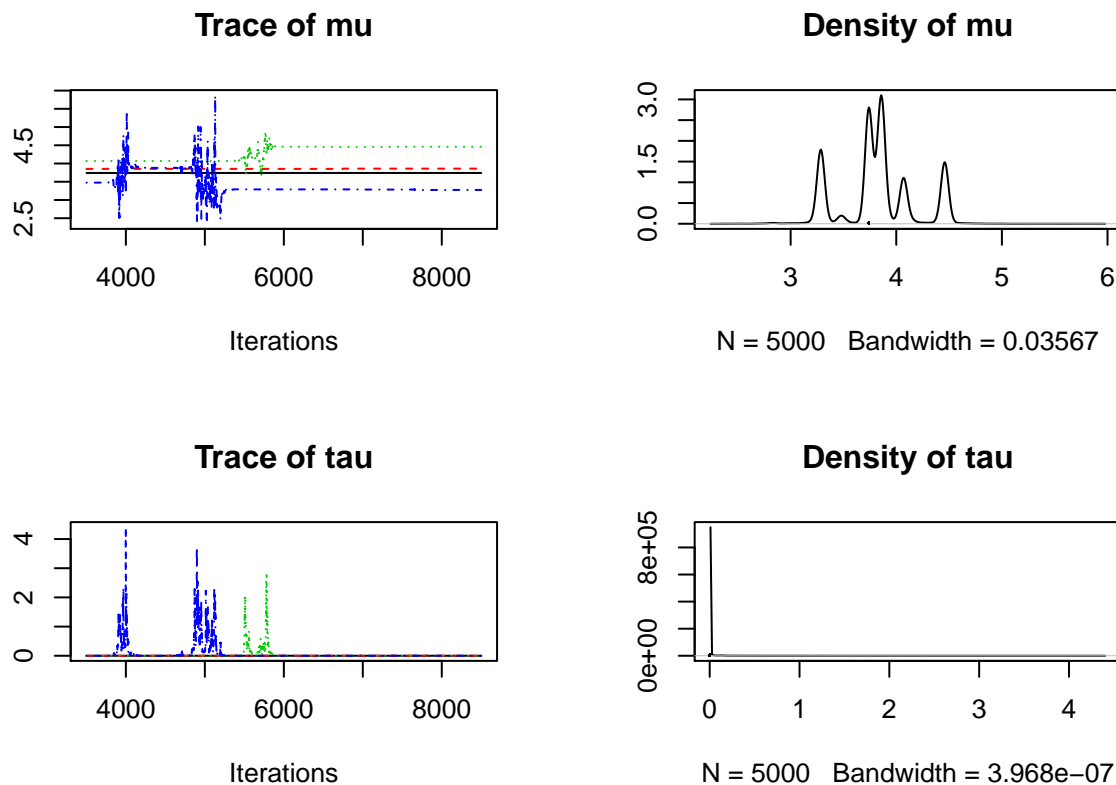 Trace of mu
2.5 4.5
4000 6000 8000
Iterations
Density of mu
0.0 1.5 3.0
3 4 5 6
N = 5000 Bandwidth = 0.03567
Trace of tau
0 2 4
4000 6000 8000
Iterations
Density of tau
0e+00 8e+05
0 1 2 3 4
N = 5000 Bandwidth = 3.968e−07